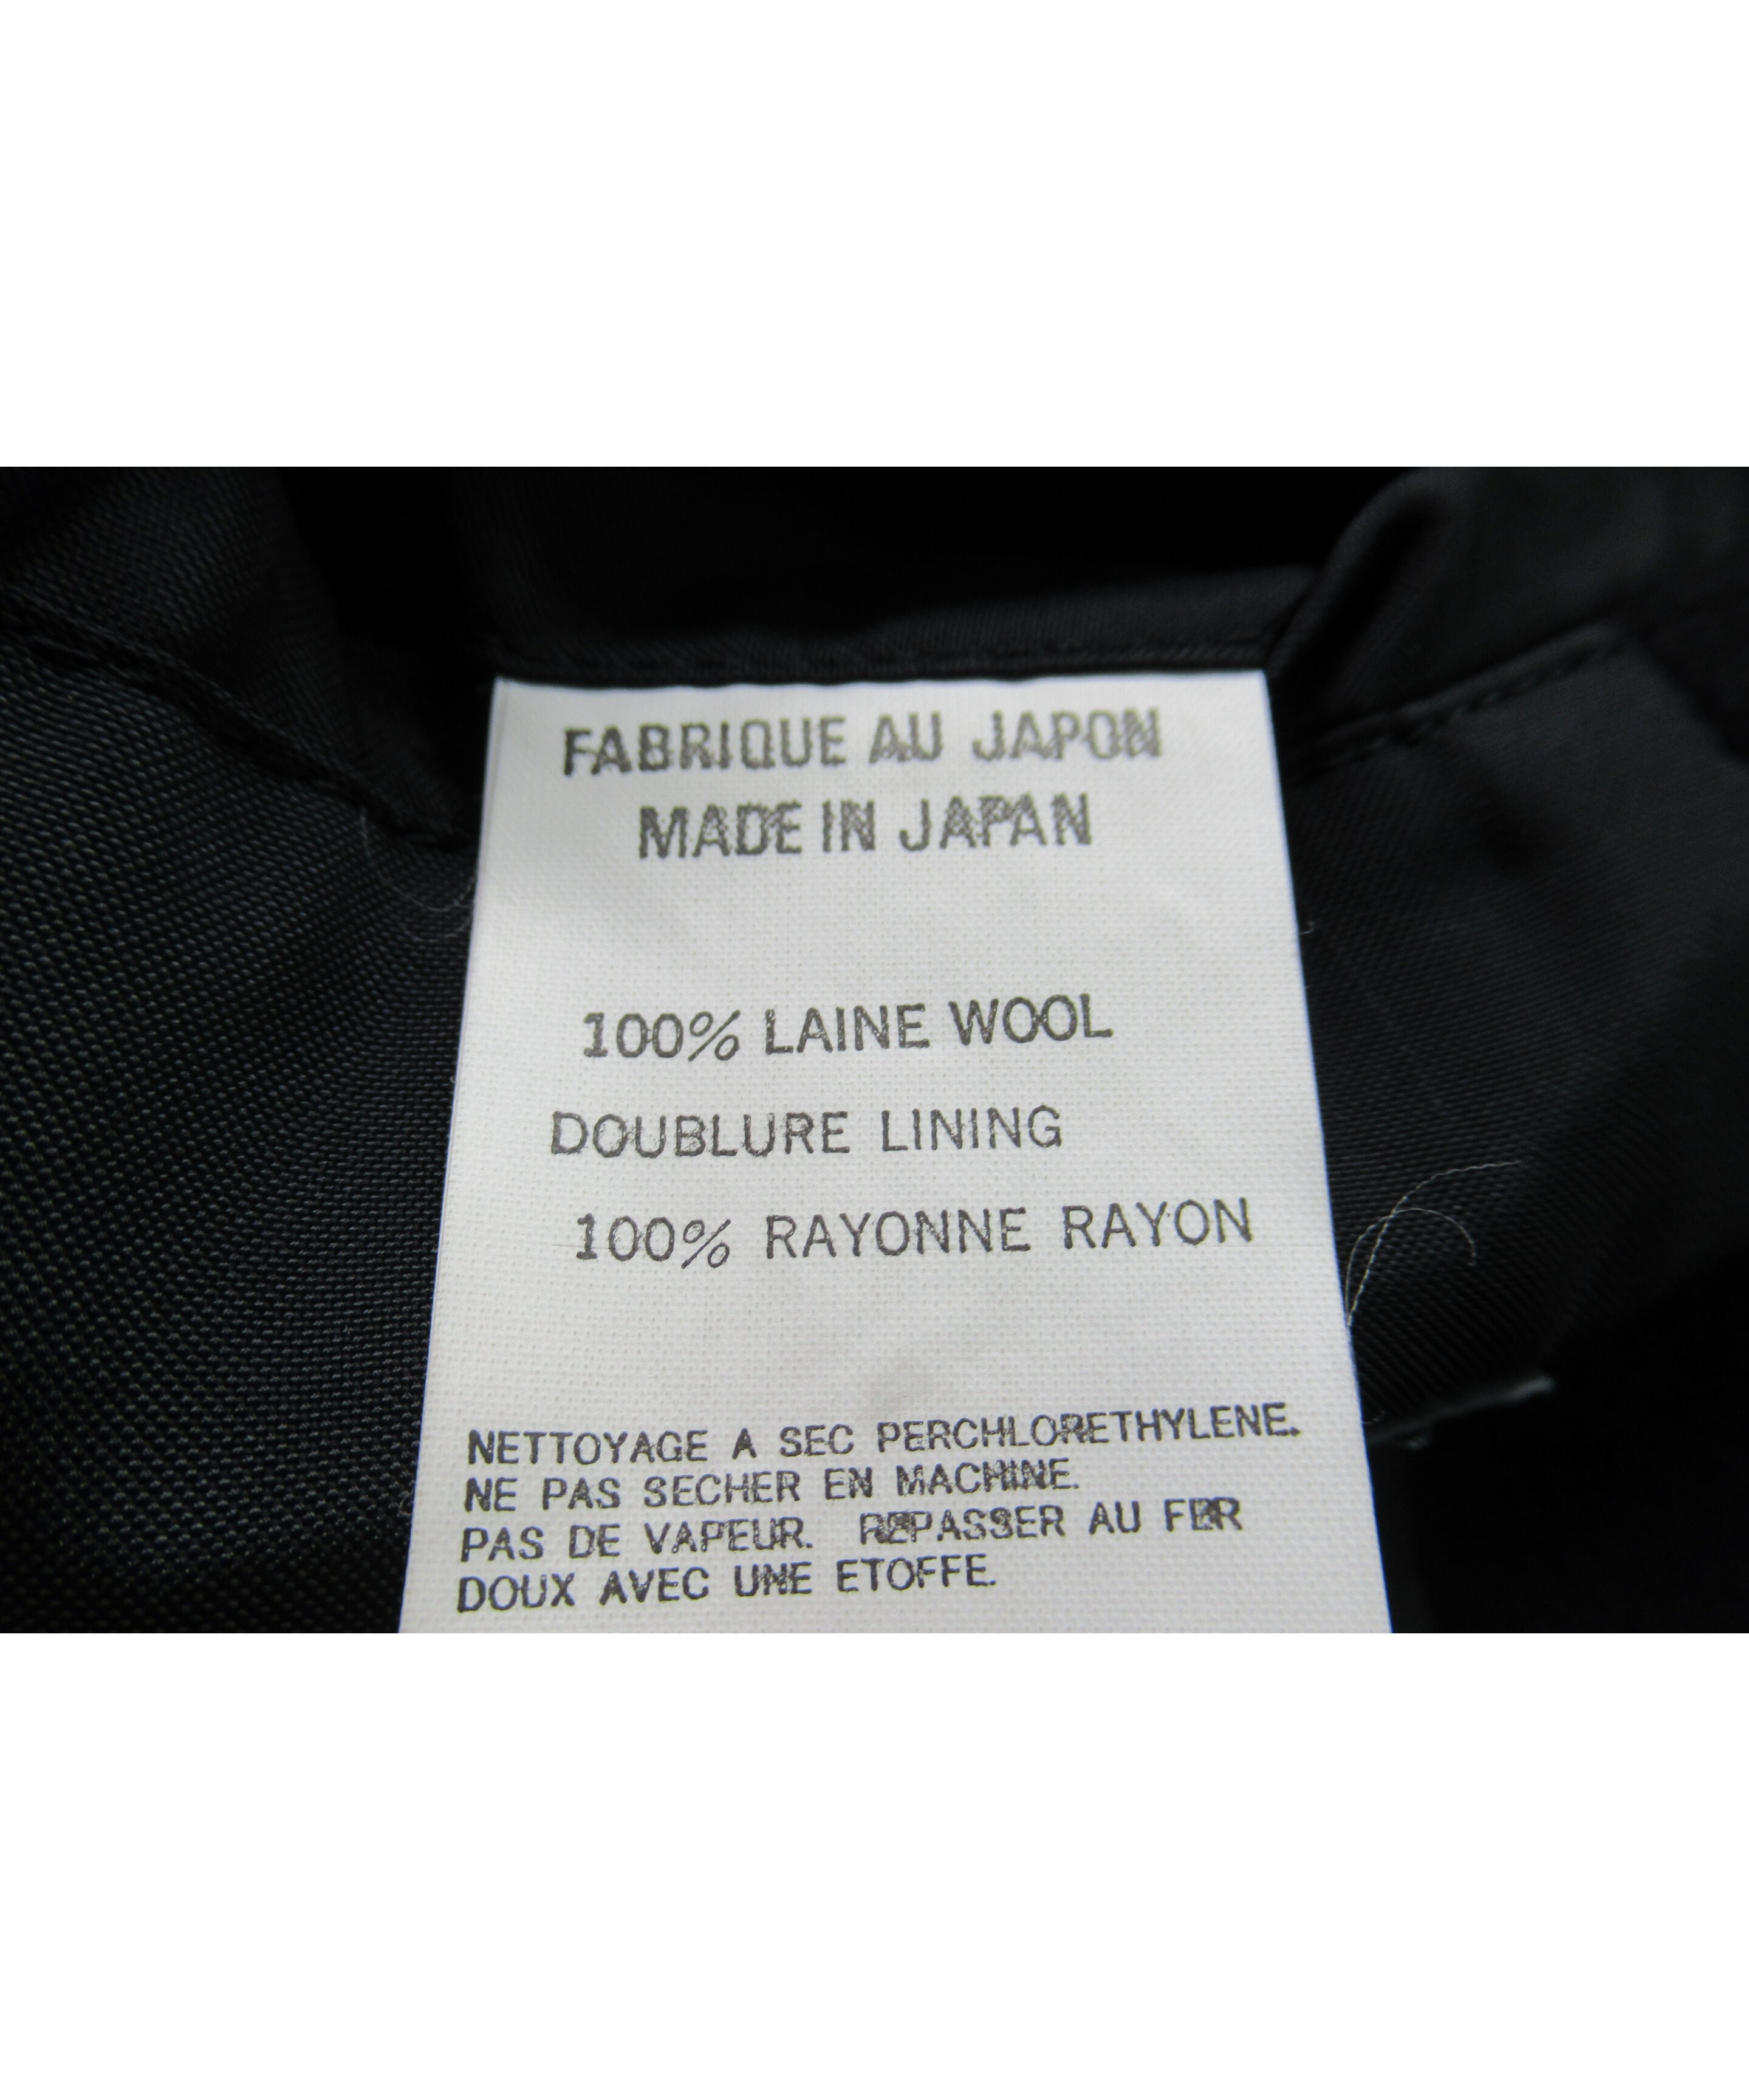 FABRIQUE AU JAPON
MADE IN JAPAN
100% LAINE WOOL
DOUBLURE LINING
100% RAYONNE RAYON
NETTOYAGE A SEC PERCHLORETHYLENE.
NE PAS SECHER EN MACHINE.
PAS DE VAPEUR. REPASSER AU FER
DOUX AVEC UNE ETOFFE.